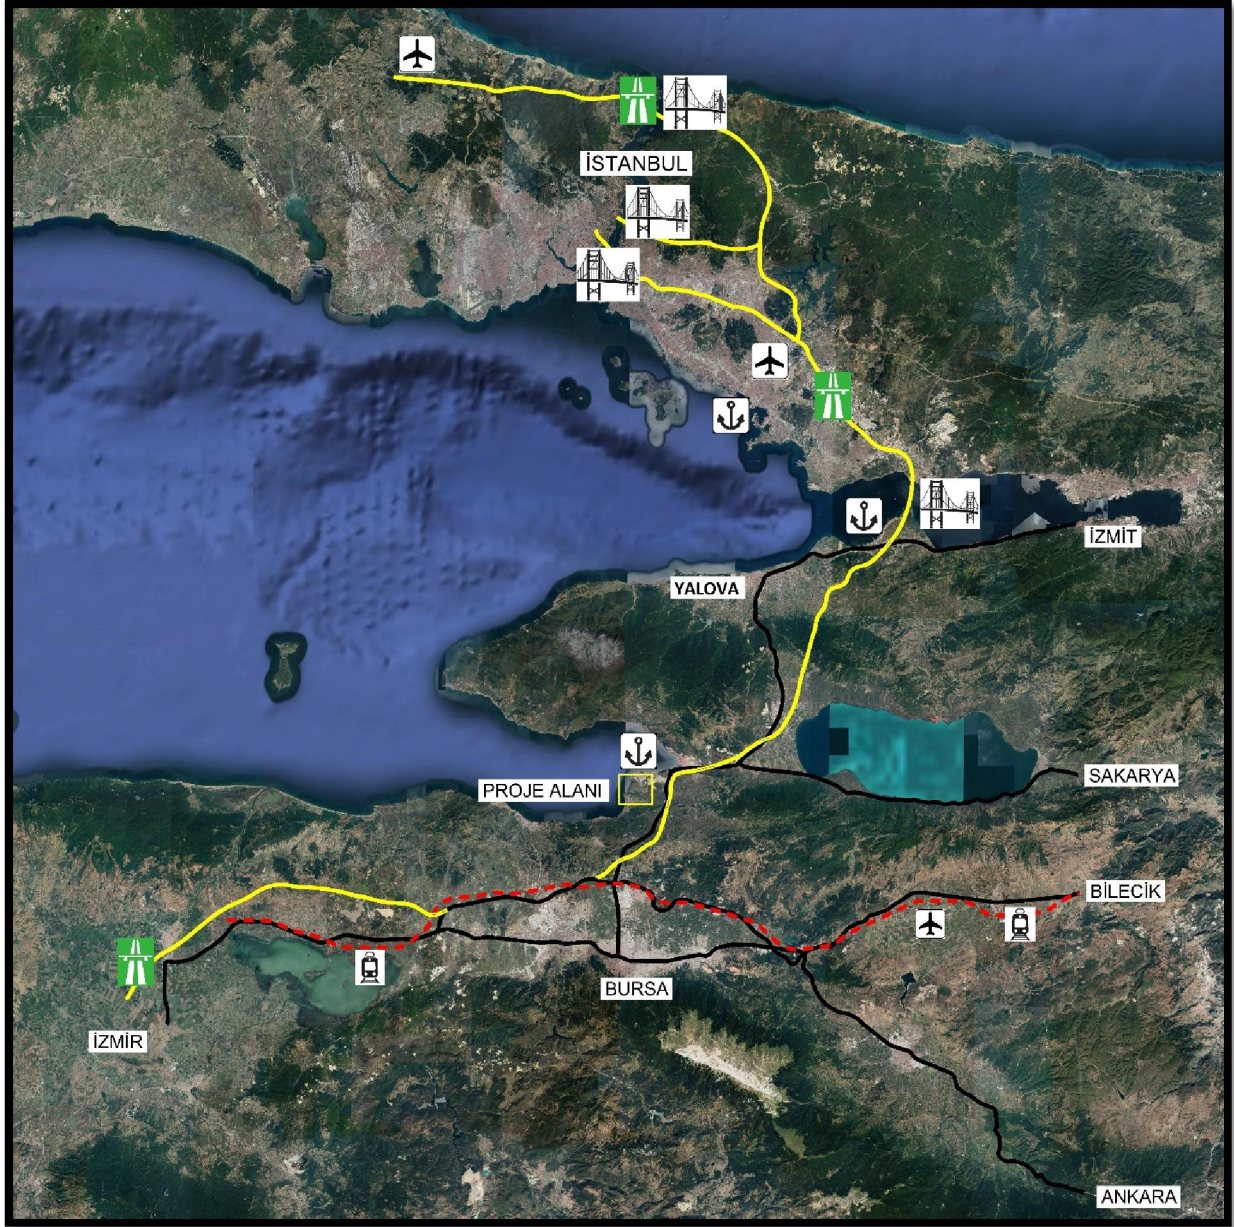 İSTANBUL
İZMİT
YALOVA
SAKARYA
PROJE ALANI
BİLECİK
BURSA
İZMİR
ANKARA